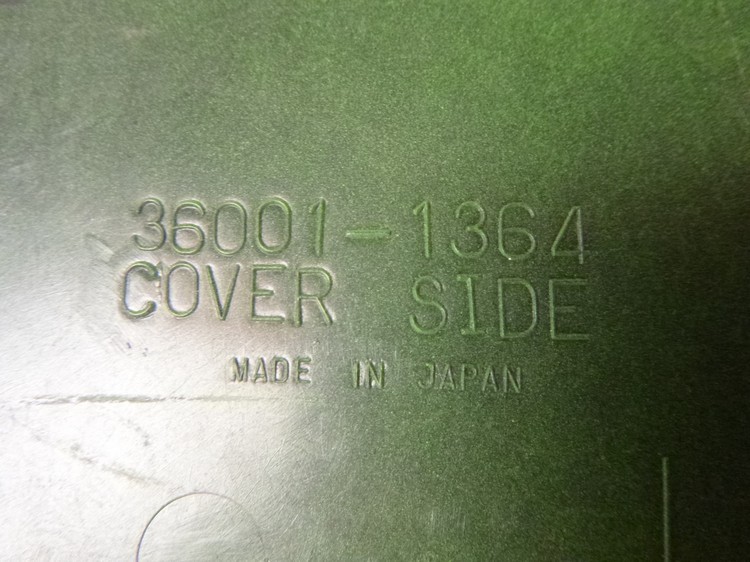 36001-1364
COVER SIDE
MADE IN JAPAN